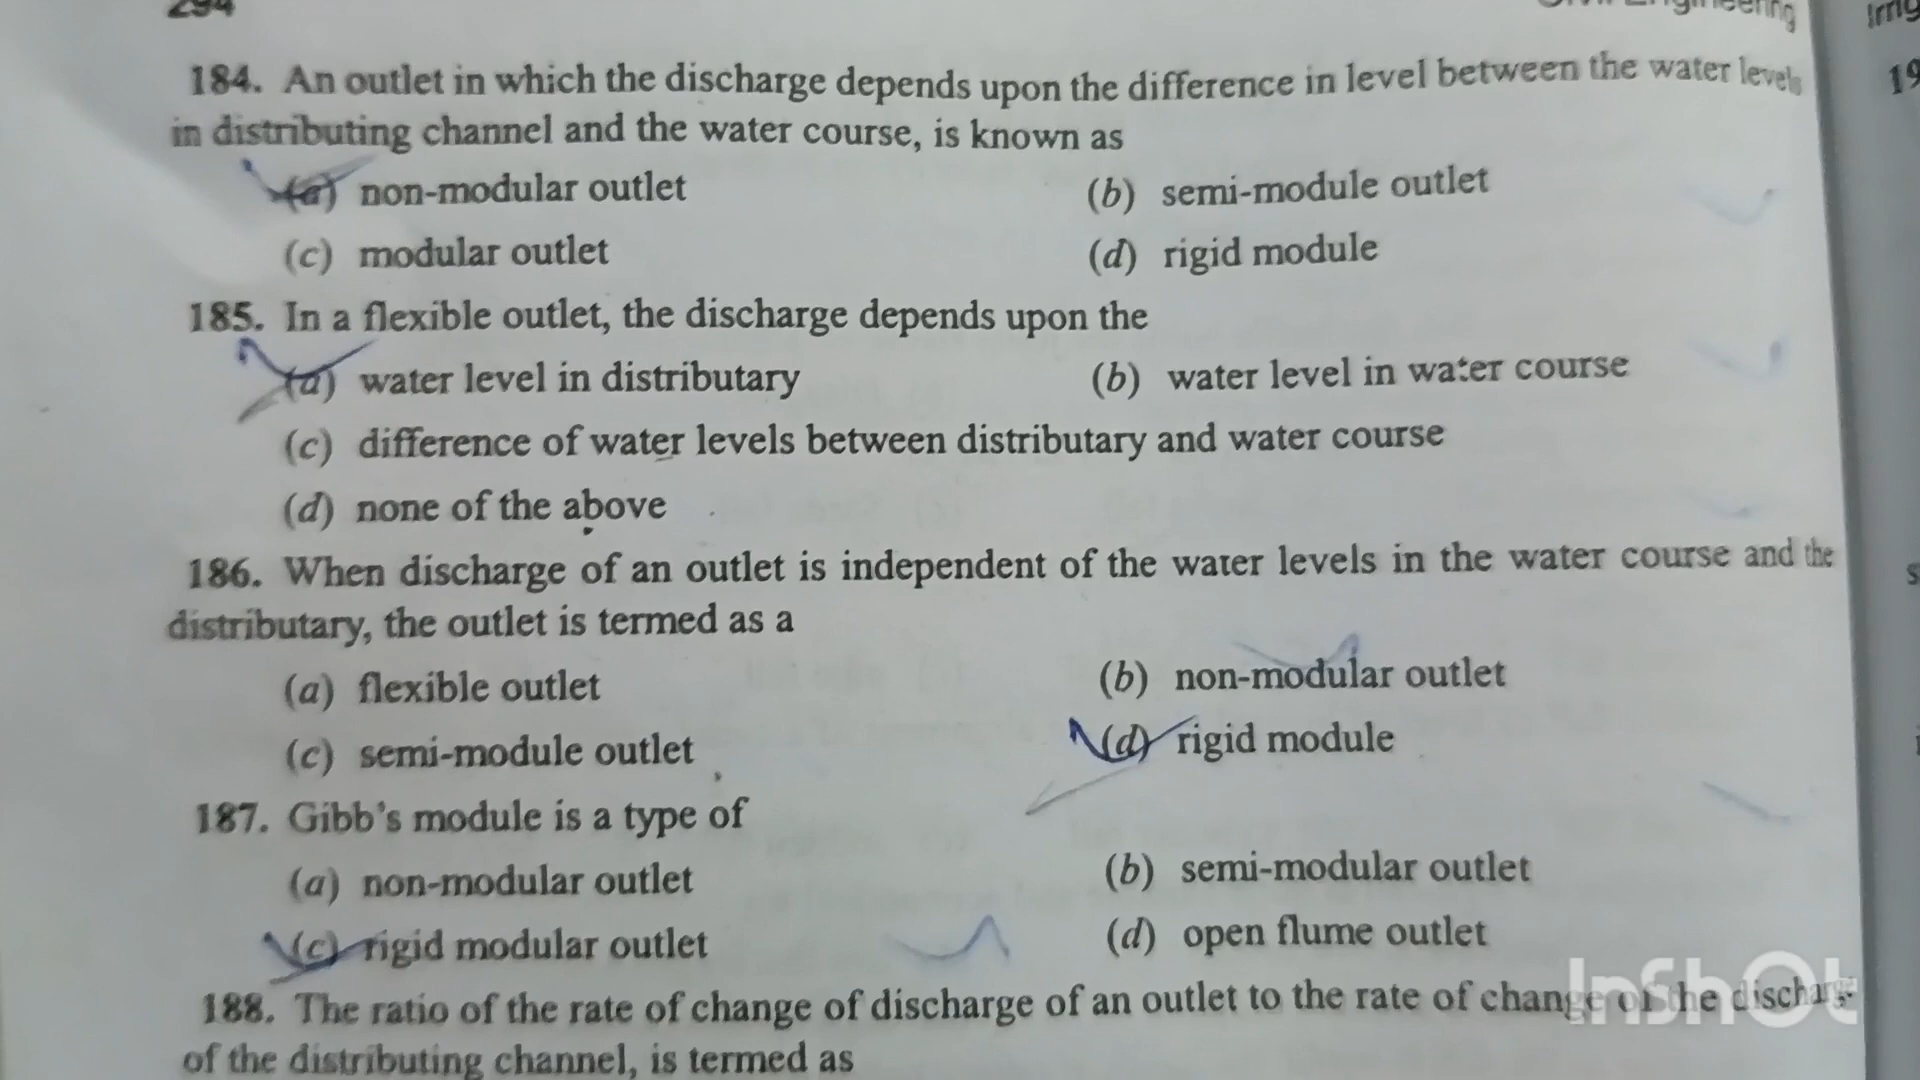 294
Civil Engineering
184. An outlet in which the discharge depends upon the difference in level between the water levels
in distributing channel and the water course, is known as
(a) non-modular outlet
(b) semi-module outlet
(c) modular outlet
(d) rigid module
185. In a flexible outlet, the discharge depends upon the
(a) water level in distributary
(b) water level in water course
(c) difference of water levels between distributary and water course
(d) none of the above
186. When discharge of an outlet is independent of the water levels in the water course and the
distributary, the outlet is termed as a
(a) flexible outlet
(b) non-modular outlet
(c) semi-module outlet
(d) rigid module
187. Gibb's module is a type of
(a) non-modular outlet
(b) semi-modular outlet
(c) rigid modular outlet
(d) open flume outlet
188. The ratio of the rate of change of discharge of an outlet to the rate of change of the discharge
of the distributing channel, is termed as
InShOt